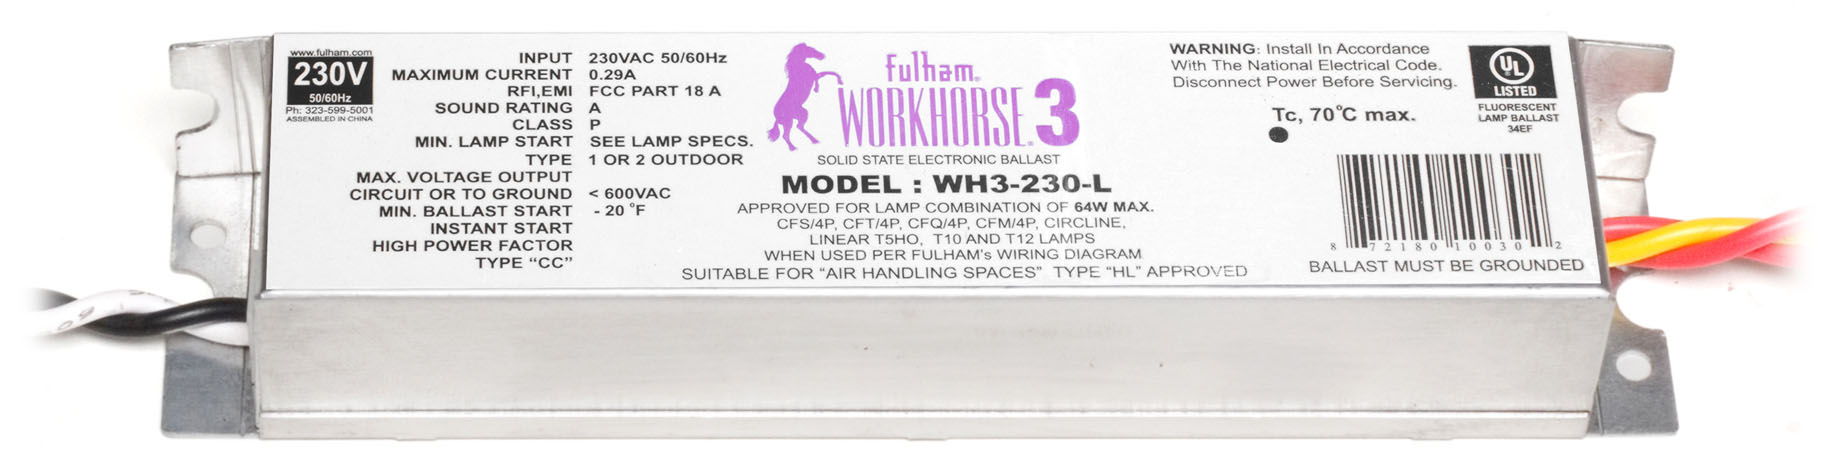 www.fulham.com
230V
50/60Hz
Ph: 323-599-5001
ASSEMBLED IN CHINA
INPUT 230VAC 50/60Hz
MAXIMUM CURRENT 0.29A
RFI,EMI FCC PART 18 A
SOUND RATING A
CLASS P
MIN. LAMP START SEE LAMP SPECS.
TYPE 1 OR 2 OUTDOOR
MAX. VOLTAGE OUTPUT
CIRCUIT OR TO GROUND < 600VAC
MIN. BALLAST START - 20 °F
INSTANT START
HIGH POWER FACTOR
TYPE “CC”
fulham®
WORKHORSE® 3
SOLID STATE ELECTRONIC BALLAST
MODEL : WH3-230-L
APPROVED FOR LAMP COMBINATION OF 64W MAX.
CFS/4P, CFT/4P, CFQ/4P, CFM/4P, CIRCLINE,
LINEAR T5HO, T10 AND T12 LAMPS
WHEN USED PER FULHAM's WIRING DIAGRAM
SUITABLE FOR “AIR HANDLING SPACES” TYPE “HL” APPROVED
WARNING: Install In Accordance
With The National Electrical Code.
Disconnect Power Before Servicing.
Tc, 70°C max.
UL
LISTED
FLUORESCENT
LAMP BALLAST
34EF
8 72180 10030 2
BALLAST MUST BE GROUNDED